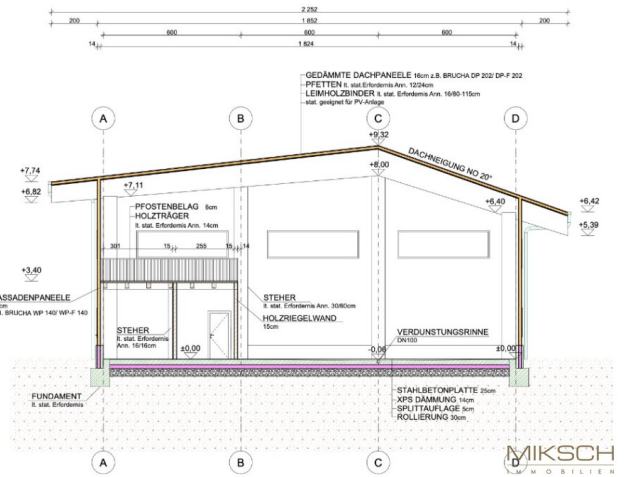 2 252
200 1 852 200
600 600 600
14 1 824 14
GEDÄMMTE DACHPANEELE 16cm z.B. BRUCHA DP 202/ DP-F 202
PFETTEN lt. stat.Erfordernis Ann. 12/24cm
LEIMHOLZBINDER lt. stat. Erfordernis Ann. 16/80-115cm
stat. geeignet für PV-Anlage
A B C D
+9,32
DACHNEIGUNG NO 20°
+7,74
+8,00
+7,11
+6,82
+6,40
+6,42
PFOSTENBELAG 6cm
HOLZTRÄGER
lt. stat. Erfordernis Ann. 14cm
+5,39
301 15 255 15 14
+3,40
ASSADENPANEELE
cm
. BRUCHA WP 140/ WP-F 140
STEHER
lt. stat. Erfordernis Ann. 30/60cm
HOLZRIEGELWAND
15cm
STEHER
lt. stat. Erfordernis
Ann. 16/16cm
VERDUNSTUNGSRINNE
DN100
±0,00 -0,06 ±0,00
FUNDAMENT
lt. stat. Erfordernis
STAHLBETONPLATTE 25cm
XPS DÄMMUNG 14cm
SPLITTAUFLAGE 5cm
ROLLIERUNG 30cm
A B C D
MIKSCH
IMMOBILIEN